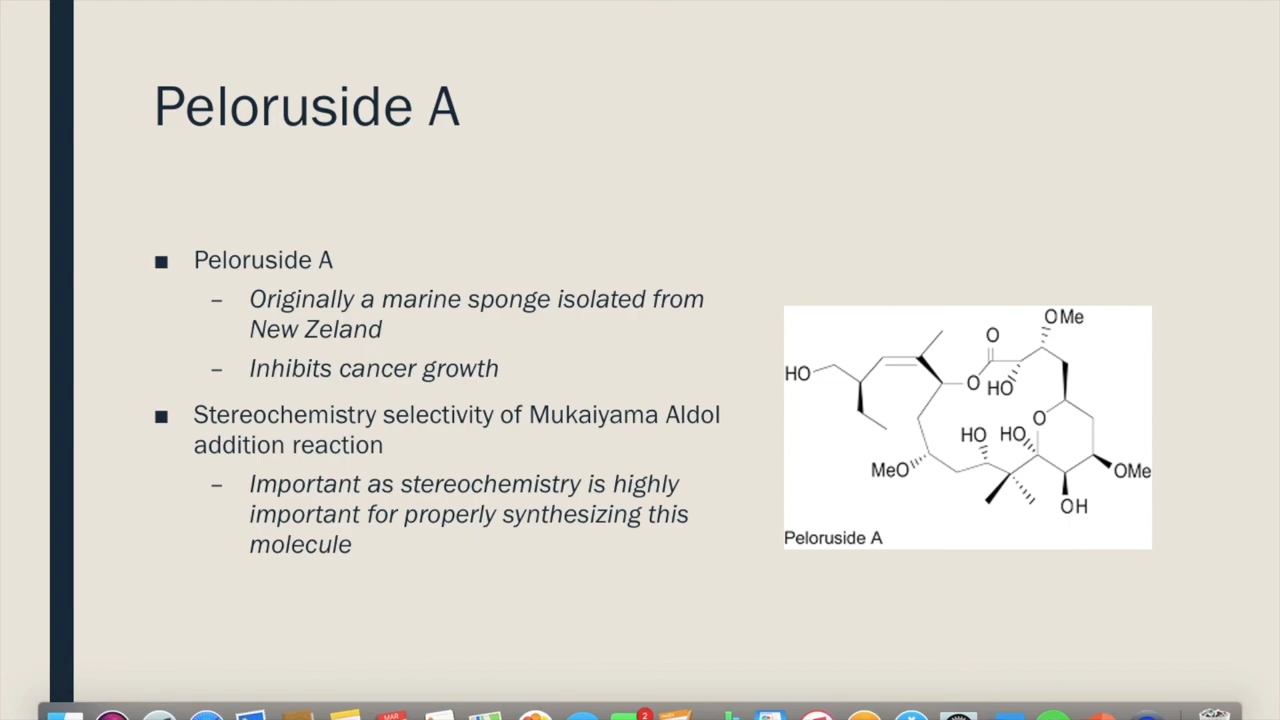 Peloruside A
■ Peloruside A
– Originally a marine sponge isolated from
New Zeland
– Inhibits cancer growth
■ Stereochemistry selectivity of Mukaiyama Aldol
addition reaction
– Important as stereochemistry is highly
important for properly synthesizing this
molecule
OMe
O
HO
O
HO
O
HO
HO
MeO
OMe
OH
Peloruside A
MAR
2